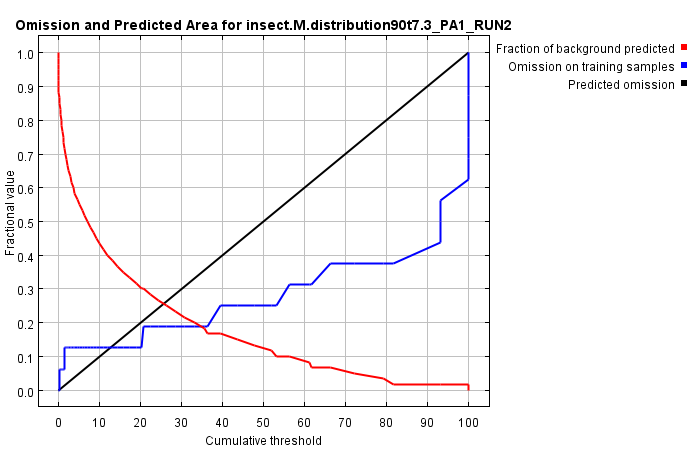 Omission and Predicted Area for insect.M.distribution90t7.3_PA1_RUN2
Fraction of background predicted
Omission on training samples
Predicted omission
Fractional value
1.0
0.9
0.8
0.7
0.6
0.5
0.4
0.3
0.2
0.1
0.0
0 10 20 30 40 50 60 70 80 90 100
Cumulative threshold